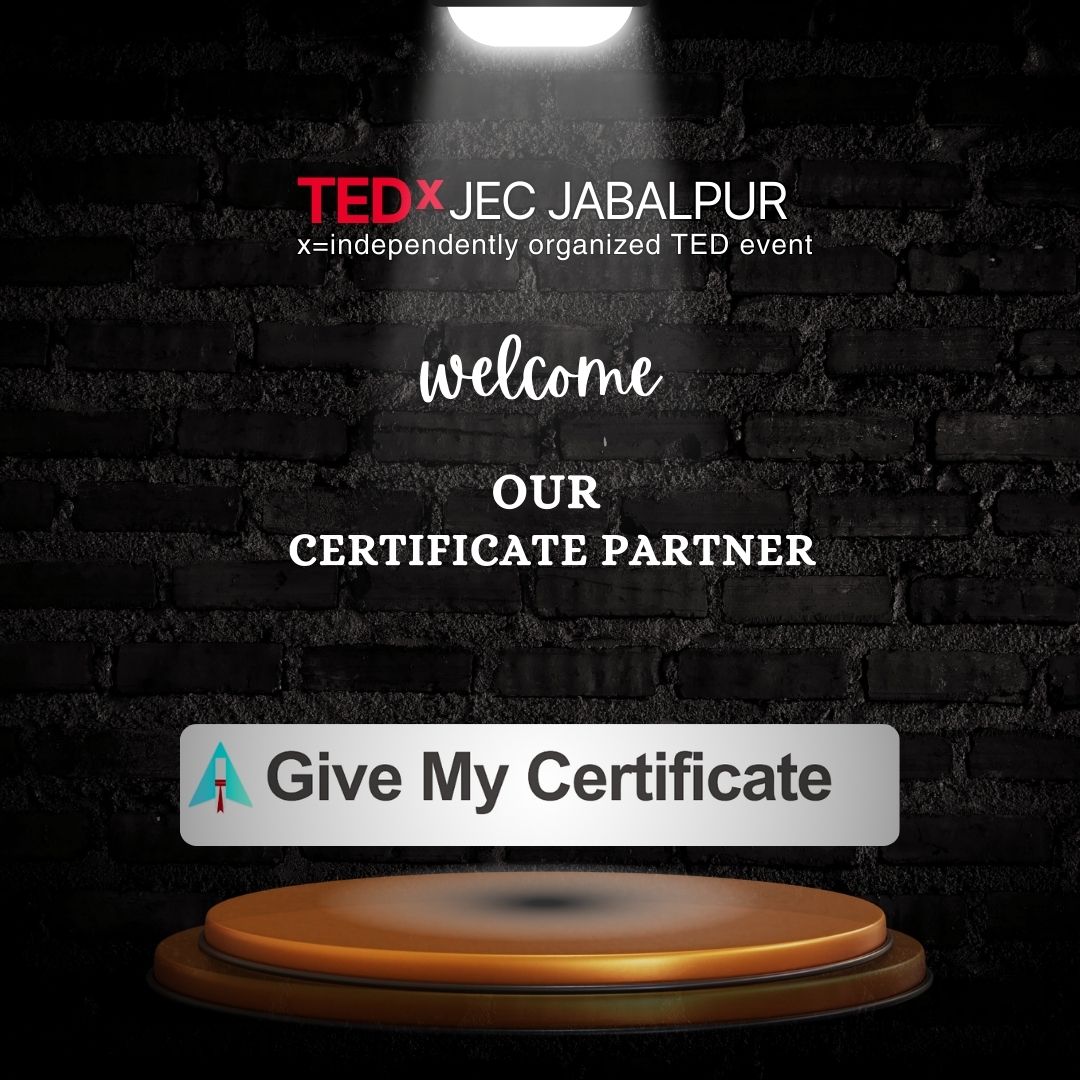 TEDx JEC JABALPUR
x=independently organized TED event
welcome
OUR
CERTIFICATE PARTNER
Give My Certificate